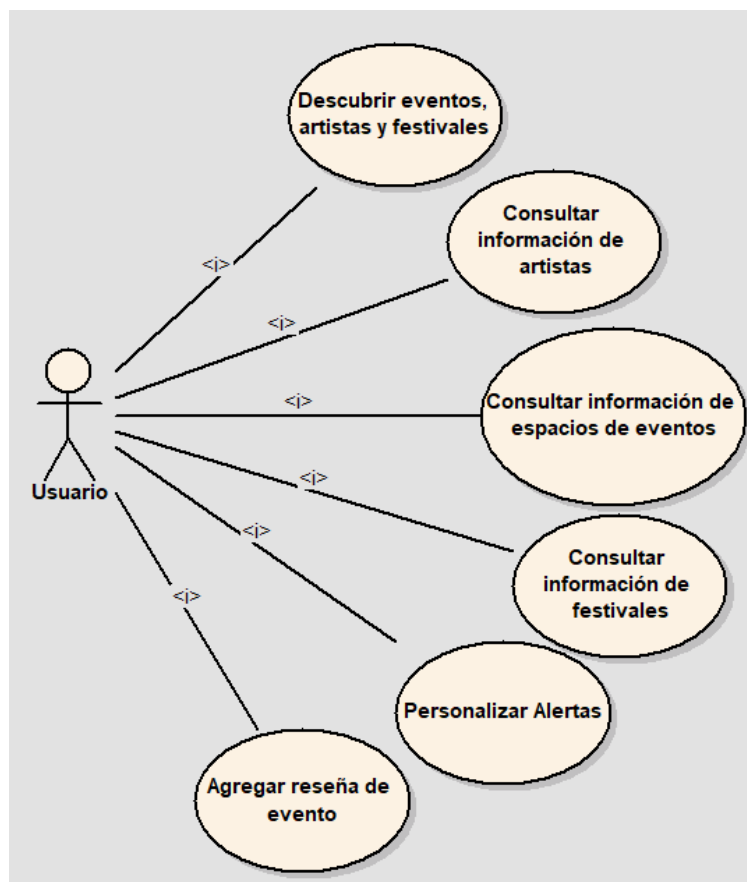 Descubrir eventos,
artistas y festivales
Consultar
información de
artistas
<i>
<i>
Consultar información de
espacios de eventos
<i>
<i>
Usuario
<i>
Consultar
información de
festivales
<i>
Personalizar Alertas
Agregar reseña de
evento